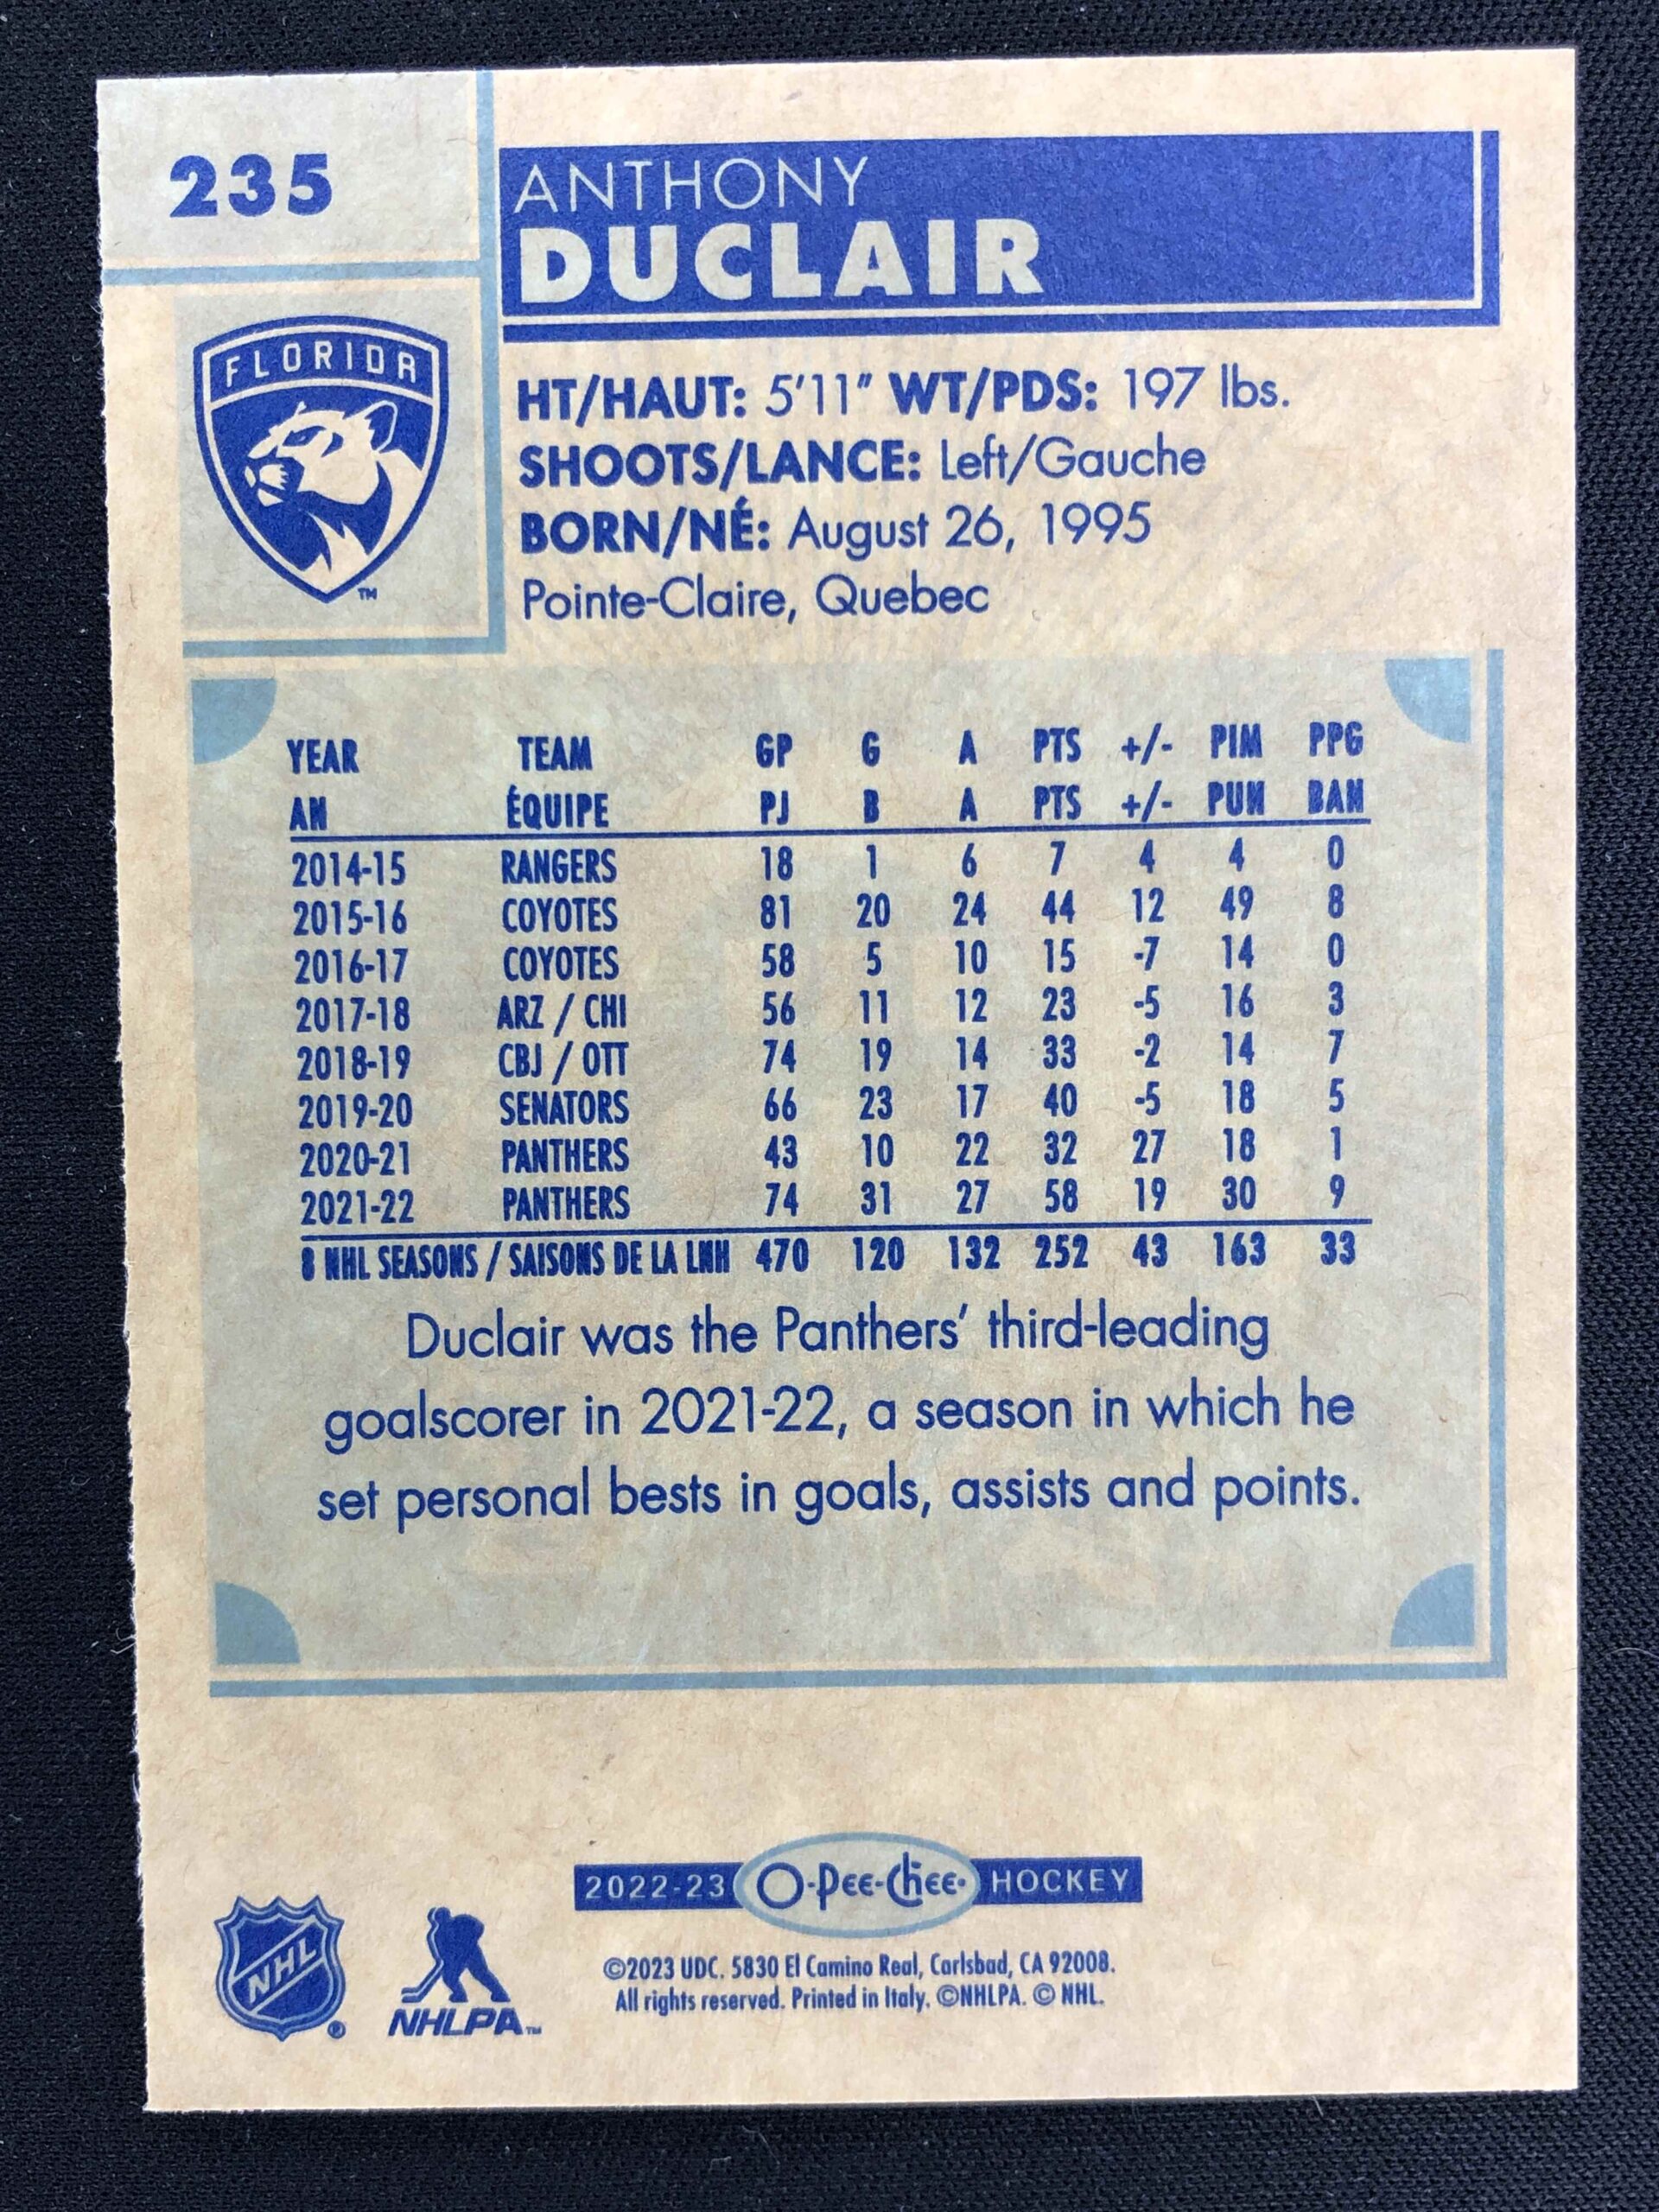 235
ANTHONY
DUCLAIR
FLORIDA
TM
HT/HAUT: 5'11" WT/PDS: 197 lbs.
SHOOTS/LANCE: Left/Gauche
BORN/NÉ: August 26, 1995
Pointe-Claire, Quebec
YEAR TEAM GP G A PTS +/- PIM PPG
AN ÉQUIPE PJ B A PTS +/- PUN BAN
2014-15 RANGERS 18 1 6 7 4 4 0
2015-16 COYOTES 81 20 24 44 12 49 8
2016-17 COYOTES 58 5 10 15 -7 14 0
2017-18 ARZ / CHI 56 11 12 23 -5 16 3
2018-19 CBJ / OTT 74 19 14 33 -2 14 7
2019-20 SENATORS 66 23 17 40 -5 18 5
2020-21 PANTHERS 43 10 22 32 27 18 1
2021-22 PANTHERS 74 31 27 58 19 30 9
8 NHL SEASONS / SAISONS DE LA LNH 470 120 132 252 43 163 33
Duclair was the Panthers' third-leading
goalscorer in 2021-22, a season in which he
set personal bests in goals, assists and points.
2022-23 O-Pee-Chee HOCKEY
©2023 UDC. 5830 El Camino Real, Carlsbad, CA 92008.
All rights reserved. Printed in Italy. ©NHLPA. © NHL.
NHL ®
NHLPA™